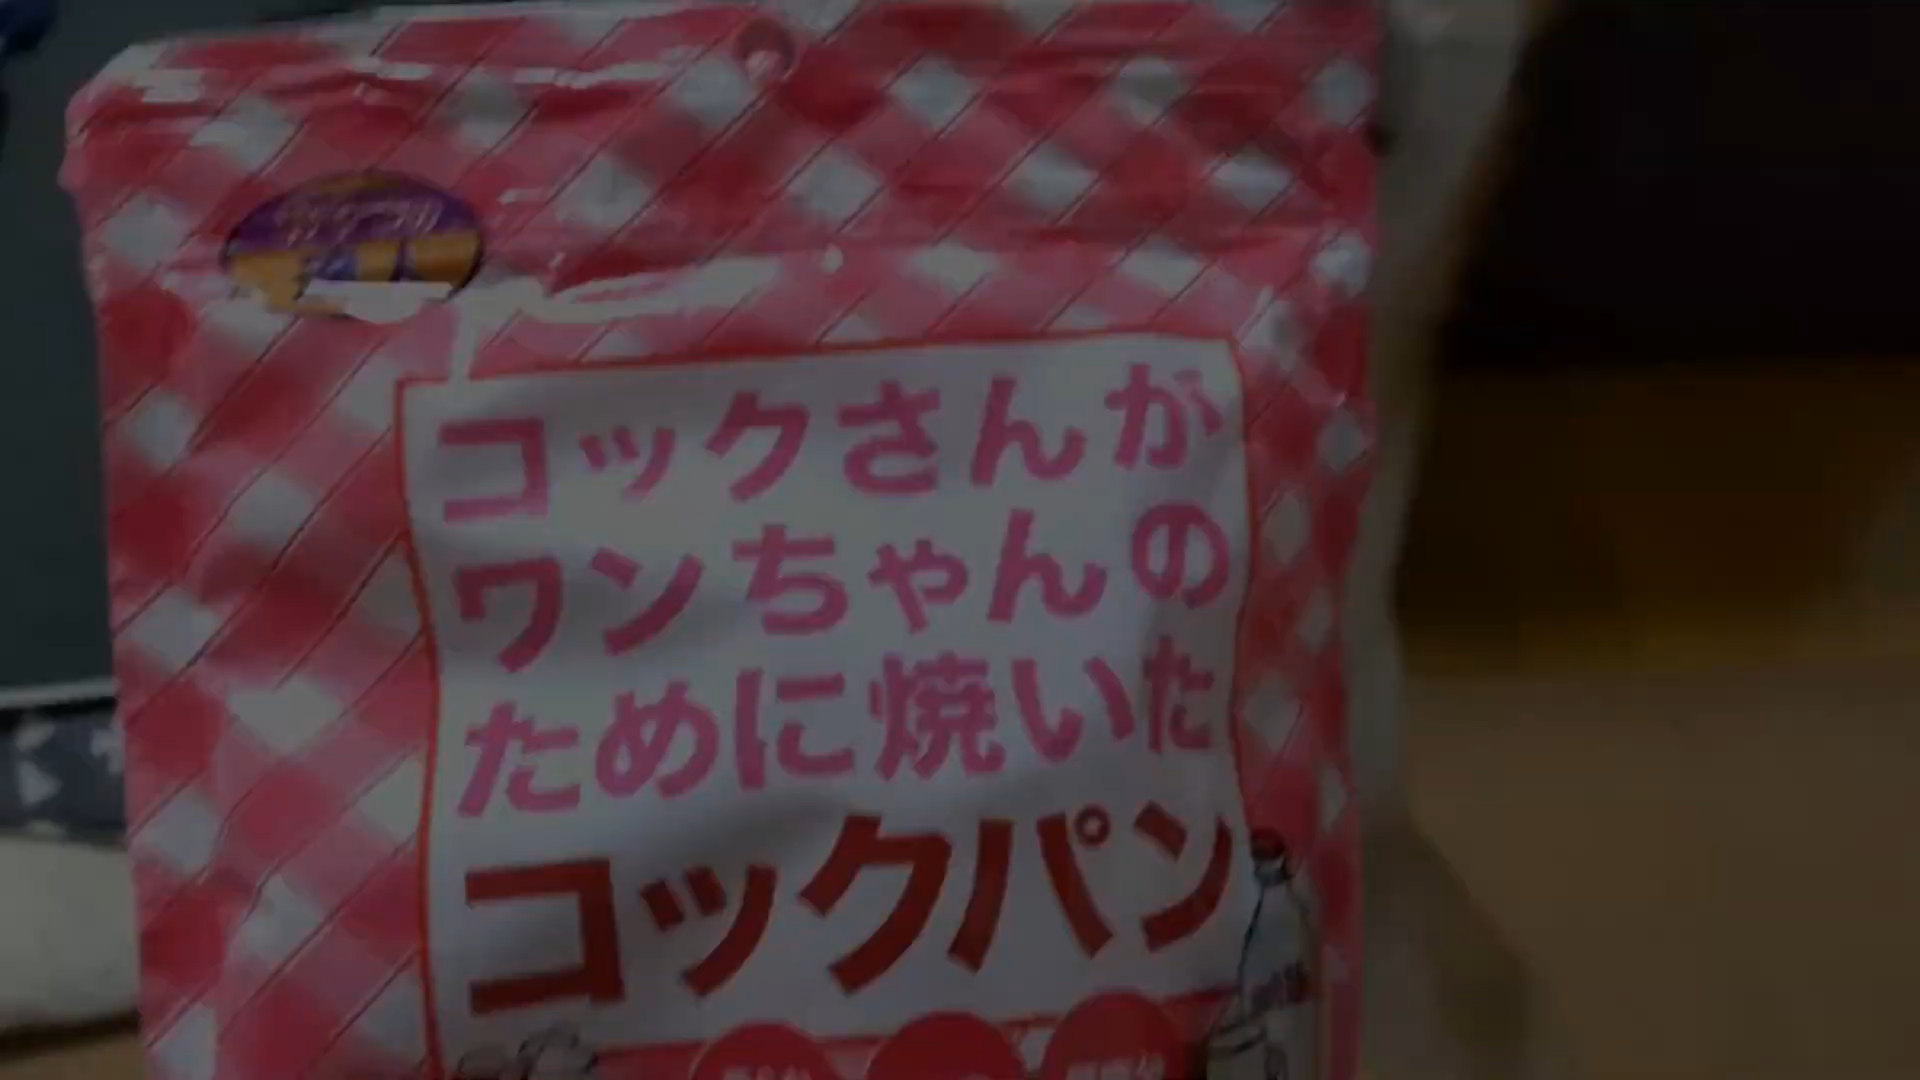 コックさんが
ワンちゃんの
ために焼いた
コックパン